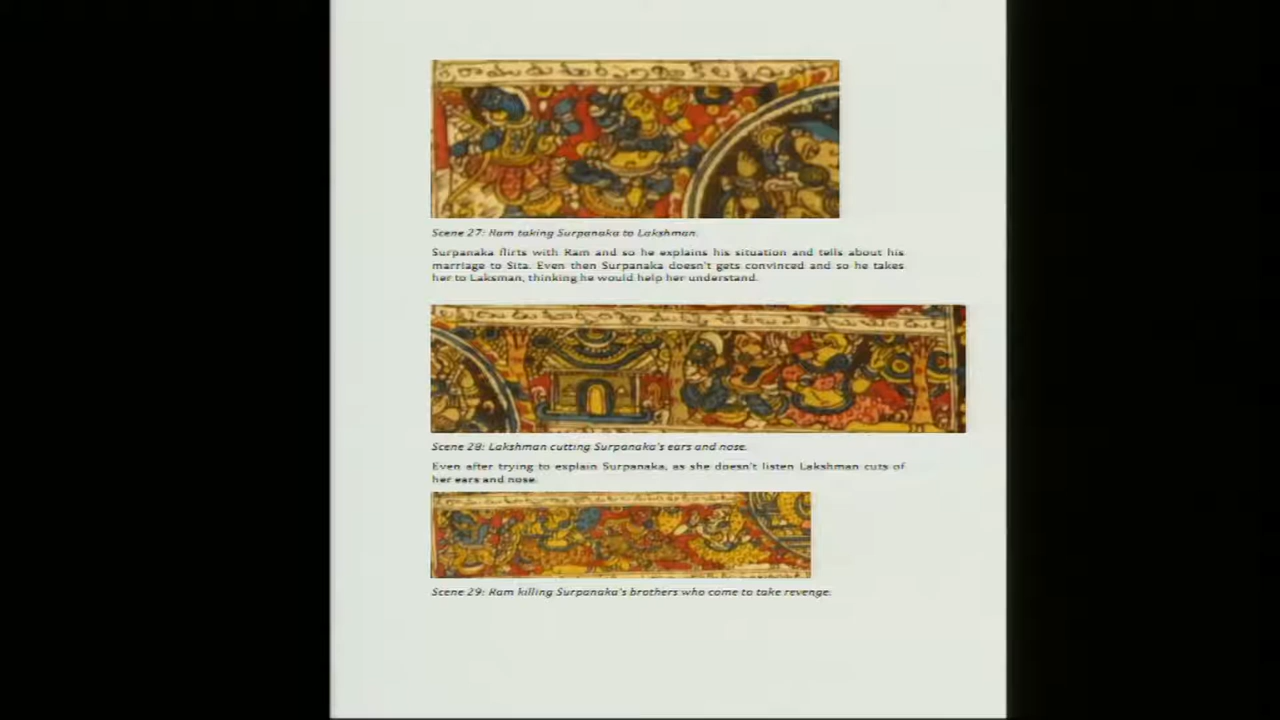 Scene 27: Ram taking Surpanaka to Lakshman.
Surpanaka flirts with Ram and so he explains his situation and tells about his
marriage to Sita. Even then Surpanaka doesn't gets convinced and so he takes
her to Laksman, thinking he would help her understand.
Scene 28: Lakshman cutting Surpanaka's ears and nose.
Even after trying to explain Surpanaka, as she doesn't listen Lakshman cuts of
her ears and nose.
Scene 29: Ram killing Surpanaka's brothers who come to take revenge.